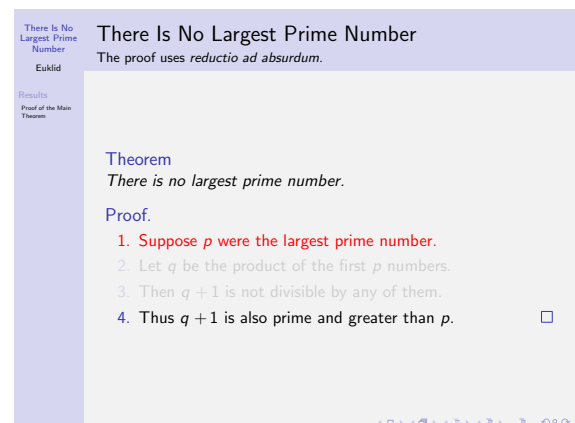 There Is No
Largest Prime
Number
Euklid
Results
Proof of the Main
Theorem
There Is No Largest Prime Number
The proof uses reductio ad absurdum.
Theorem
There is no largest prime number.
Proof.
1. Suppose p were the largest prime number.
2. Let q be the product of the first p numbers.
3. Then q + 1 is not divisible by any of them.
4. Thus q + 1 is also prime and greater than p. □